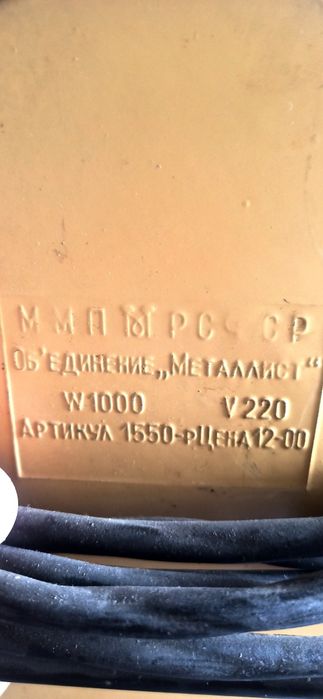 ММП РСФСР
ОБ'ЕДИНЕНИЕ „МЕТАЛЛИСТ“
W1000 V220
АРТИКУЛ 1550-Р ЦЕНА 12-00